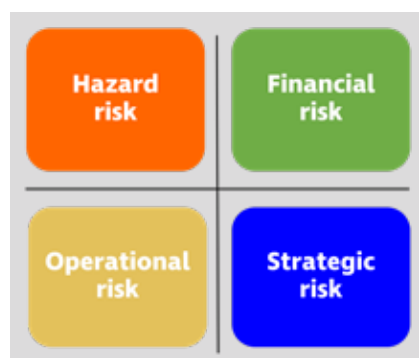 Hazard
risk
Financial
risk
Operational
risk
Strategic
risk